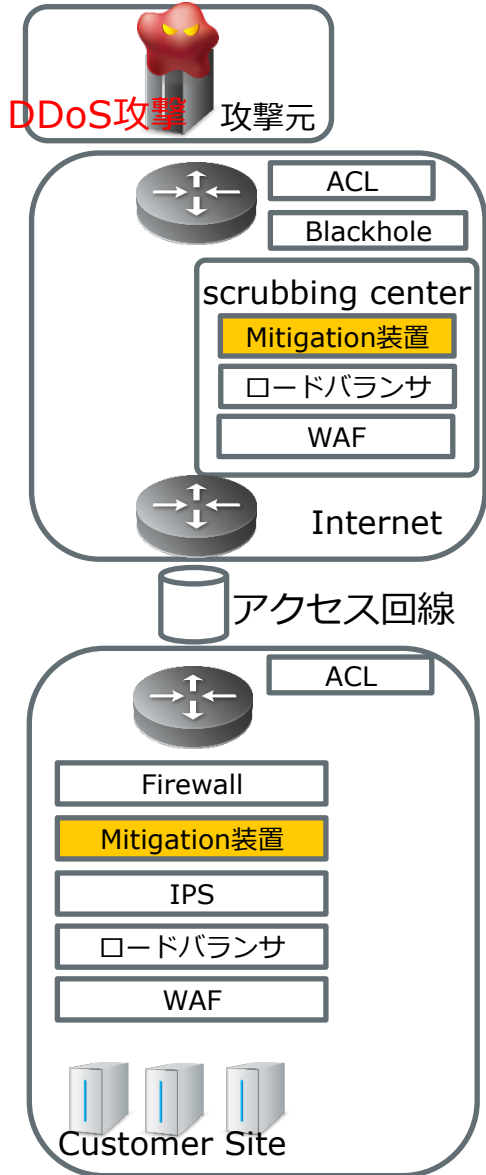 DDoS攻撃
攻撃元
ACL
Blackhole
scrubbing center
Mitigation装置
ロードバランサ
WAF
Internet
アクセス回線
ACL
Firewall
Mitigation装置
IPS
ロードバランサ
WAF
Customer Site